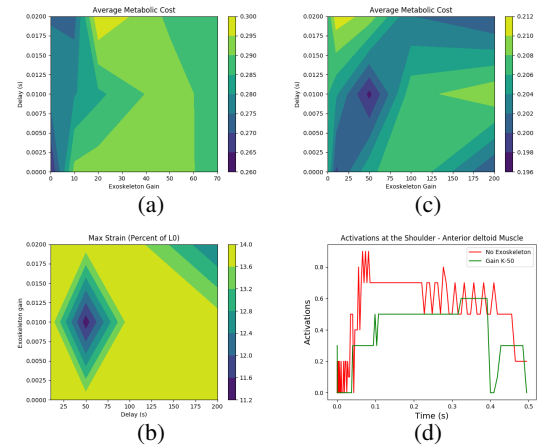 Average Metabolic Cost
0.0200
0.0175
0.0150
0.0125
0.0100
0.0075
0.0050
0.0025
0.0000
Delay (s)
0 10 20 30 40 50 60 70
Exoskeleton Gain
0.300
0.295
0.290
0.285
0.280
0.275
0.270
0.265
0.260
(a)
Average Metabolic Cost
0.0200
0.0175
0.0150
0.0125
0.0100
0.0075
0.0050
0.0025
0.0000
Delay (s)
0 25 50 75 100 125 150 175 200
Exoskeleton Gain
0.212
0.210
0.208
0.206
0.204
0.202
0.200
0.198
0.196
(c)
Max Strain (Percent of L0)
0.0200
0.0175
0.0150
0.0125
0.0100
0.0075
0.0050
0.0025
0.0000
Exoskeleton gain
25 50 75 100 125 150 175 200
Delay (s)
14.0
13.6
13.2
12.8
12.4
12.0
11.6
11.2
(b)
Activations at the Shoulder - Anterior deltoid Muscle
No Exoskeleton
Gain K-50
0.8
0.6
0.4
0.2
0.0
Activations
0.0 0.1 0.2 0.3 0.4 0.5
Time (s)
(d)